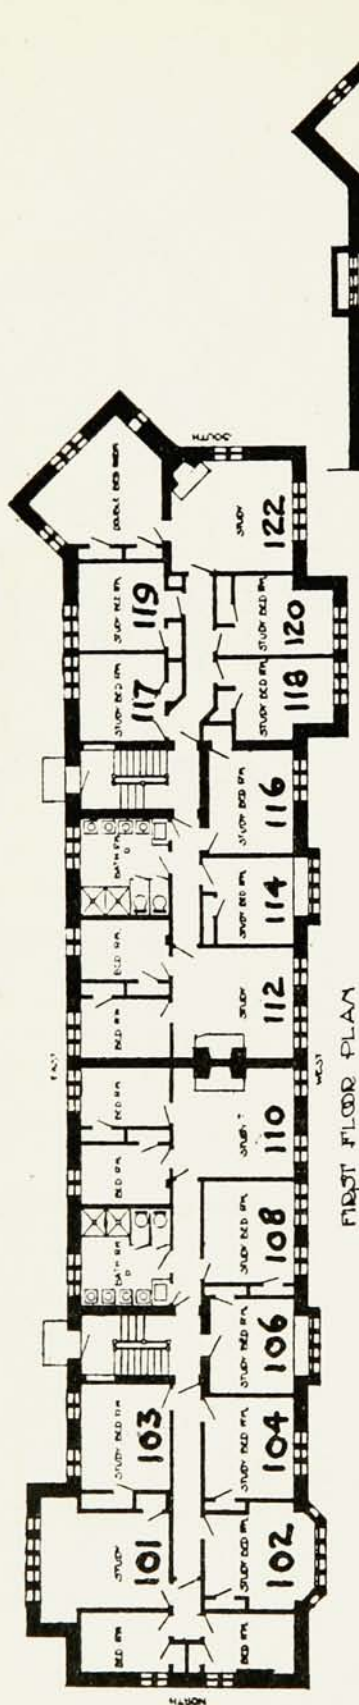 SOUTH
DOUBLE BED ROOM
STUDY
122
STUDY BED RM.
119
STUDY BED RM.
120
STUDY BED RM.
117
STUDY BED RM.
118
STUDY BED RM.
116
BATH RM.
STUDY BED RM.
114
BED RM.
STUDY
112
BED RM.
EAST
WEST
BED RM.
STUDY
110
BED RM.
STUDY BED RM.
108
BATH RM.
STUDY BED RM.
106
STUDY BED RM.
103
STUDY BED RM.
104
STUDY
101
STUDY BED RM.
102
BED RM.
BED RM.
NORTH
FIRST FLOOR PLAN